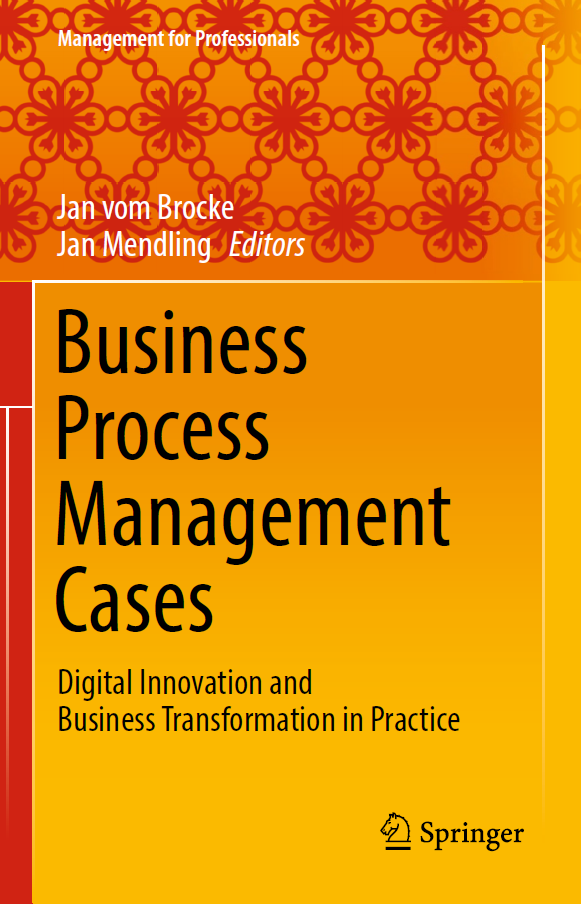 Management for Professionals
Jan vom Brocke
Jan Mendling Editors
Business
Process
Management
Cases
Digital Innovation and
Business Transformation in Practice
Springer